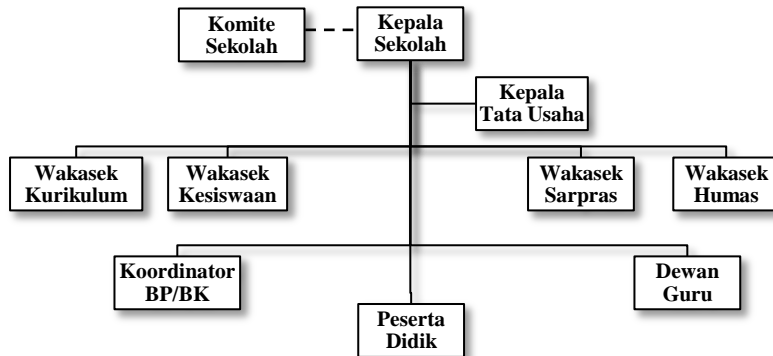 Komite
Sekolah
Kepala
Sekolah
Kepala
Tata Usaha
Wakasek
Kurikulum
Wakasek
Kesiswaan
Wakasek
Sarpras
Wakasek
Humas
Koordinator
BP/BK
Dewan
Guru
Peserta
Didik